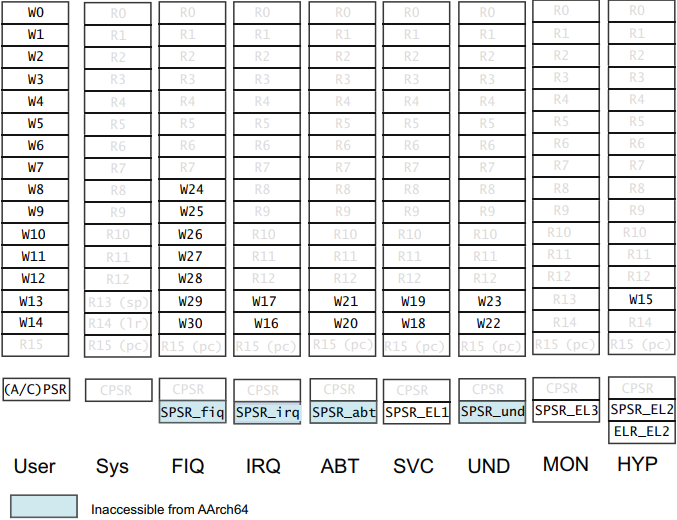 W0 R0 R0 R0 R0 R0 R0 R0 R0
W1 R1 R1 R1 R1 R1 R1 R1 R1
W2 R2 R2 R2 R2 R2 R2 R2 R2
W3 R3 R3 R3 R3 R3 R3 R3 R3
W4 R4 R4 R4 R4 R4 R4 R4 R4
W5 R5 R5 R5 R5 R5 R5 R5 R5
W6 R6 R6 R6 R6 R6 R6 R6 R6
W7 R7 R7 R7 R7 R7 R7 R7 R7
W8 R8 W24 R8 R8 R8 R8 R8 R8
W9 R9 W25 R9 R9 R9 R9 R9 R9
W10 R10 W26 R10 R10 R10 R10 R10 R10
W11 R11 W27 R11 R11 R11 R11 R11 R11
W12 R12 W28 R12 R12 R12 R12 R12 R12
W13 R13 (sp) W29 W17 W21 W19 W23 R13 W15
W14 R14 (lr) W30 W16 W20 W18 W22 R14 R14
R15 R15 (pc) R15 (pc) R15 (pc) R15 (pc) R15 (pc) R15 (pc) R15 (pc) R15 (pc)
(A/C)PSR CPSR CPSR CPSR CPSR CPSR CPSR CPSR CPSR
SPSR_fiq SPSR_irq SPSR_abt SPSR_EL1 SPSR_und SPSR_EL3 SPSR_EL2
ELR_EL2
User Sys FIQ IRQ ABT SVC UND MON HYP
Inaccessible from AArch64